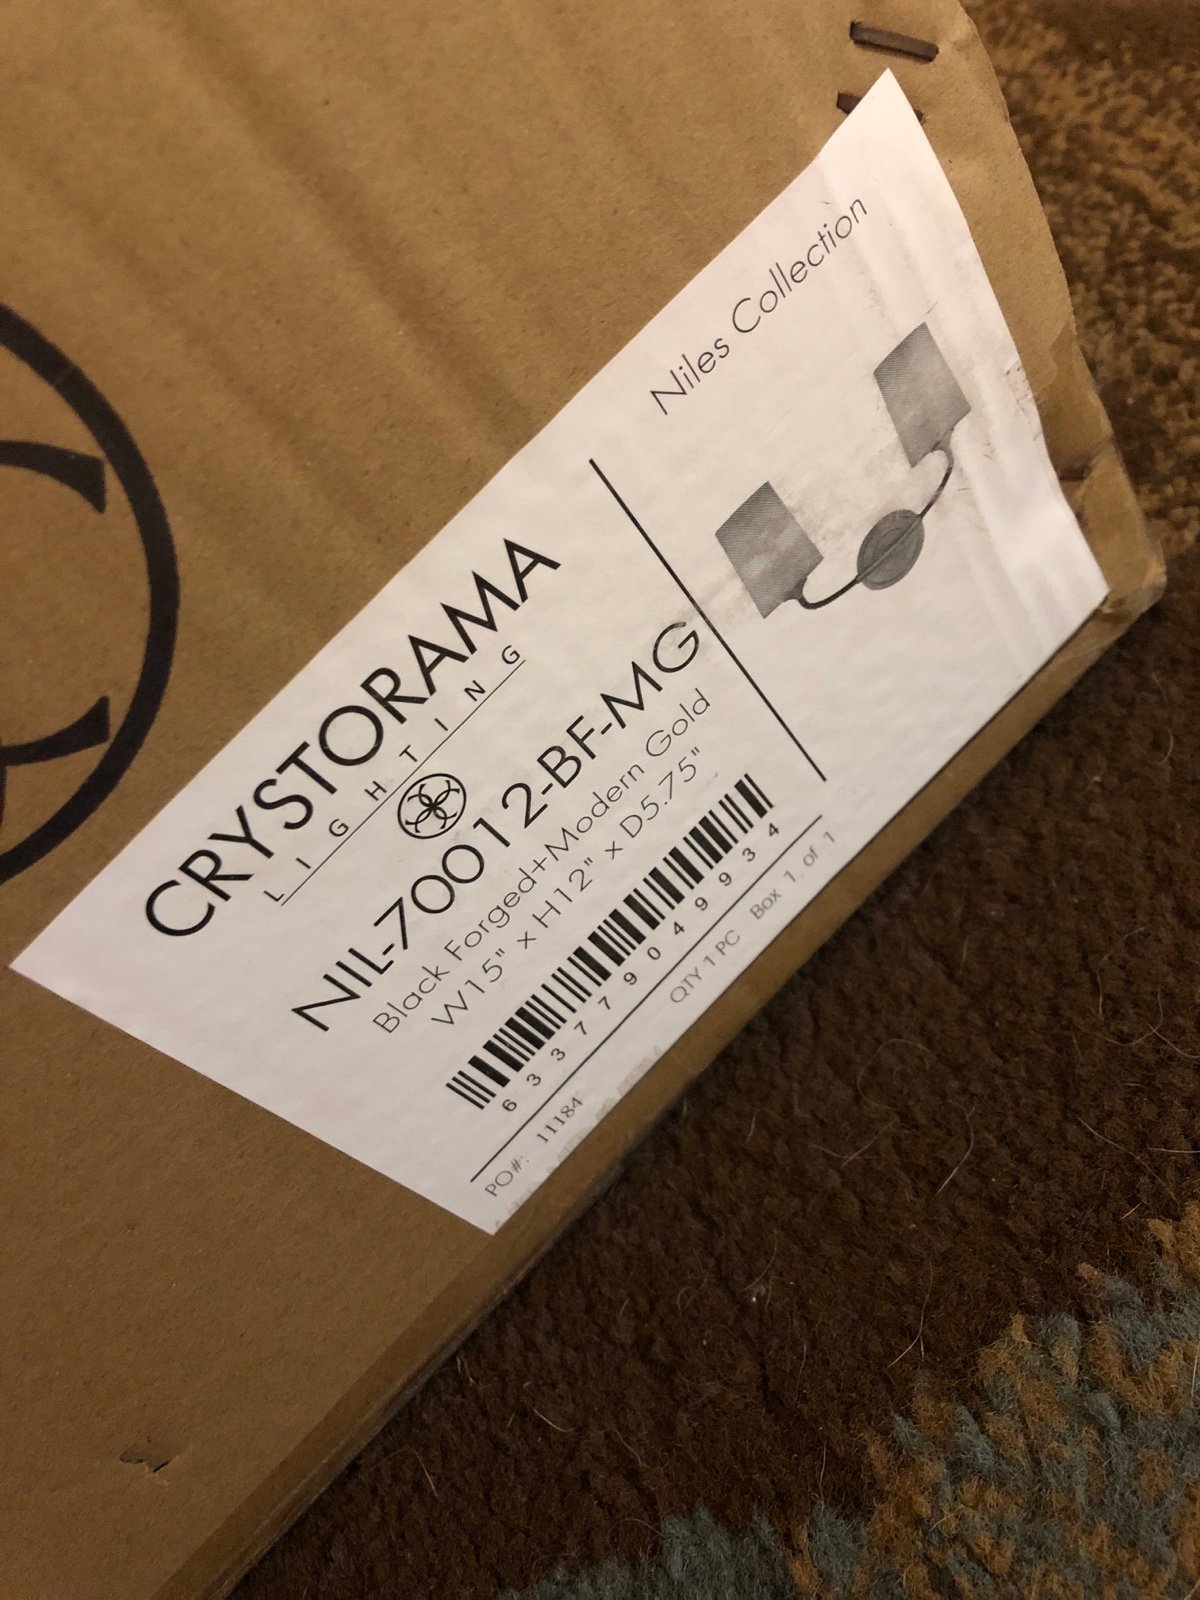 CRYSTORAMA
LIGHTING
NIL-70012-BF-MG
Black Forged+Modern Gold
W15" x H12" x D5.75"
633779049934
QTY 1 PC Box 1. of 1
PO#: 11184
Niles Collection